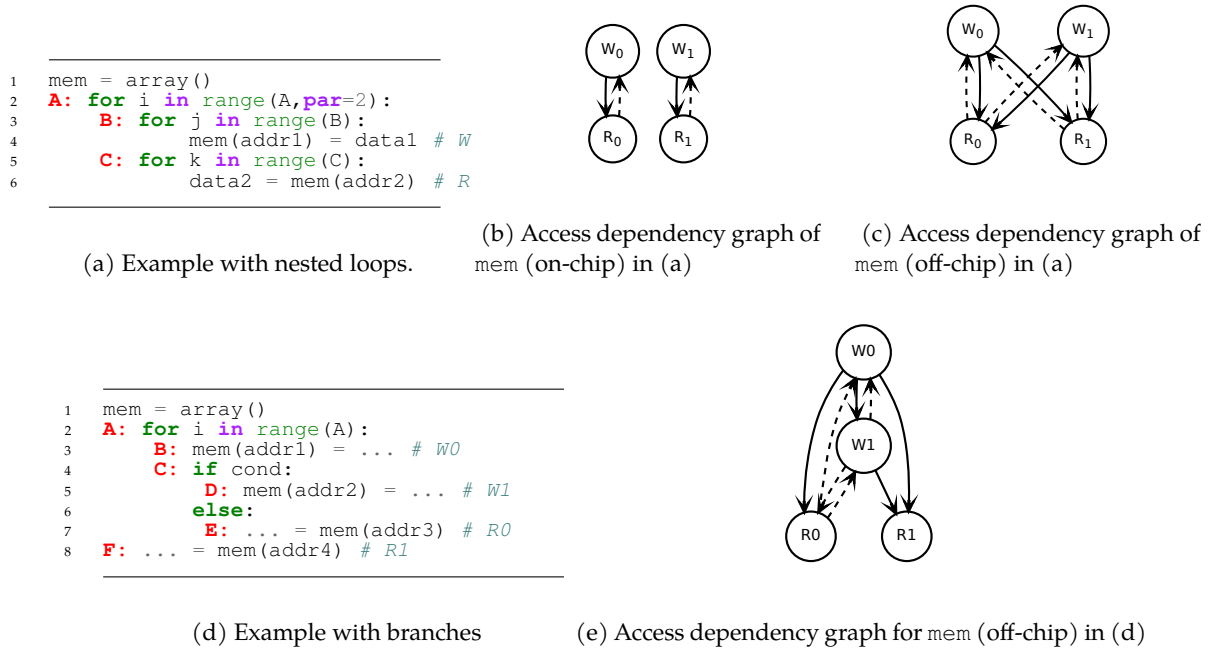 1 mem = array()
2 A: for i in range(A,par=2):
3 B: for j in range(B):
4 mem(addr1) = data1 # W
5 C: for k in range(C):
6 data2 = mem(addr2) # R
(a) Example with nested loops.
W0 W1
R0 R1
(b) Access dependency graph of
mem (on-chip) in (a)
W0 W1
R0 R1
(c) Access dependency graph of
mem (off-chip) in (a)
1 mem = array()
2 A: for i in range(A):
3 B: mem(addr1) = ... # W0
4 C: if cond:
5 D: mem(addr2) = ... # W1
6 else:
7 E: ... = mem(addr3) # R0
8 F: ... = mem(addr4) # R1
(d) Example with branches
W0
W1
R0 R1
(e) Access dependency graph for mem (off-chip) in (d)